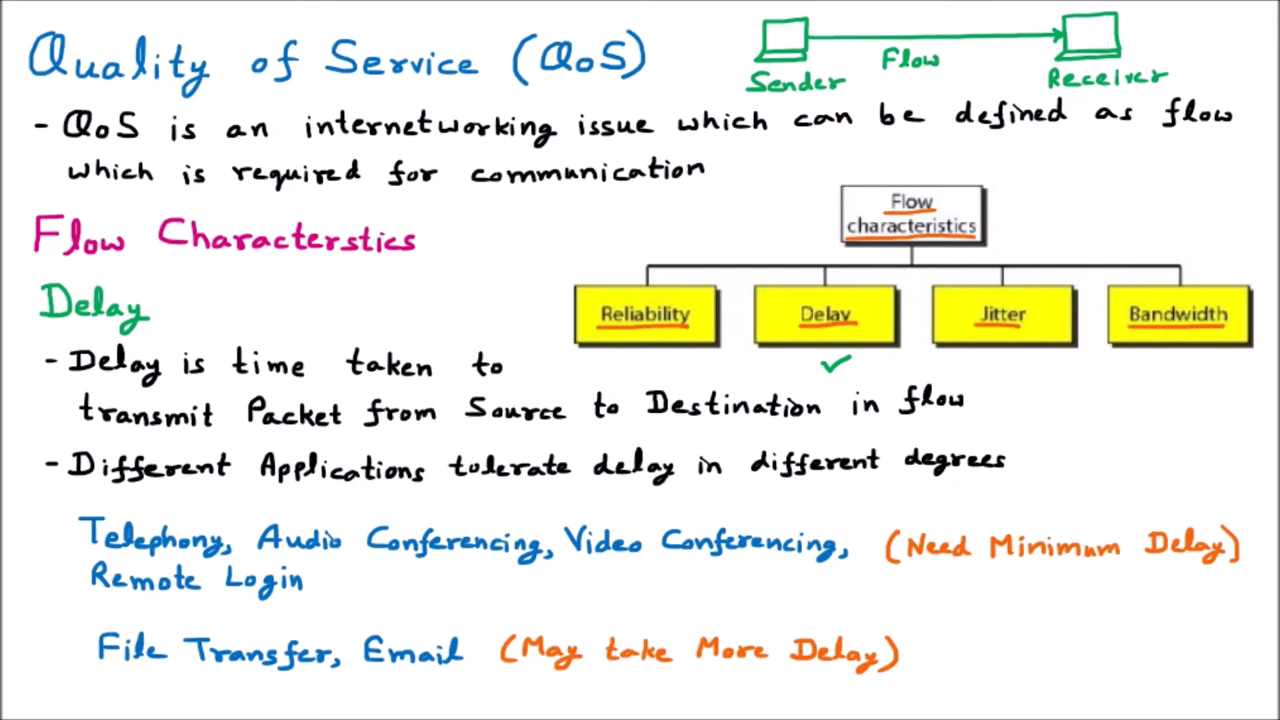 Quality of Service (QoS)
Flow
Sender
Receiver
- QoS is an internetworking issue which can be defined as flow
which is required for communication
Flow
characteristics
Flow Characterstics
Reliability
Delay
Jitter
Bandwidth
Delay
- Delay is time taken to
transmit Packet from Source to Destination in flow
- Different Applications tolerate delay in different degrees
Telephony, Audio Conferencing, Video Conferencing, (Need Minimum Delay)
Remote Login
File Transfer, Email (May take More Delay)